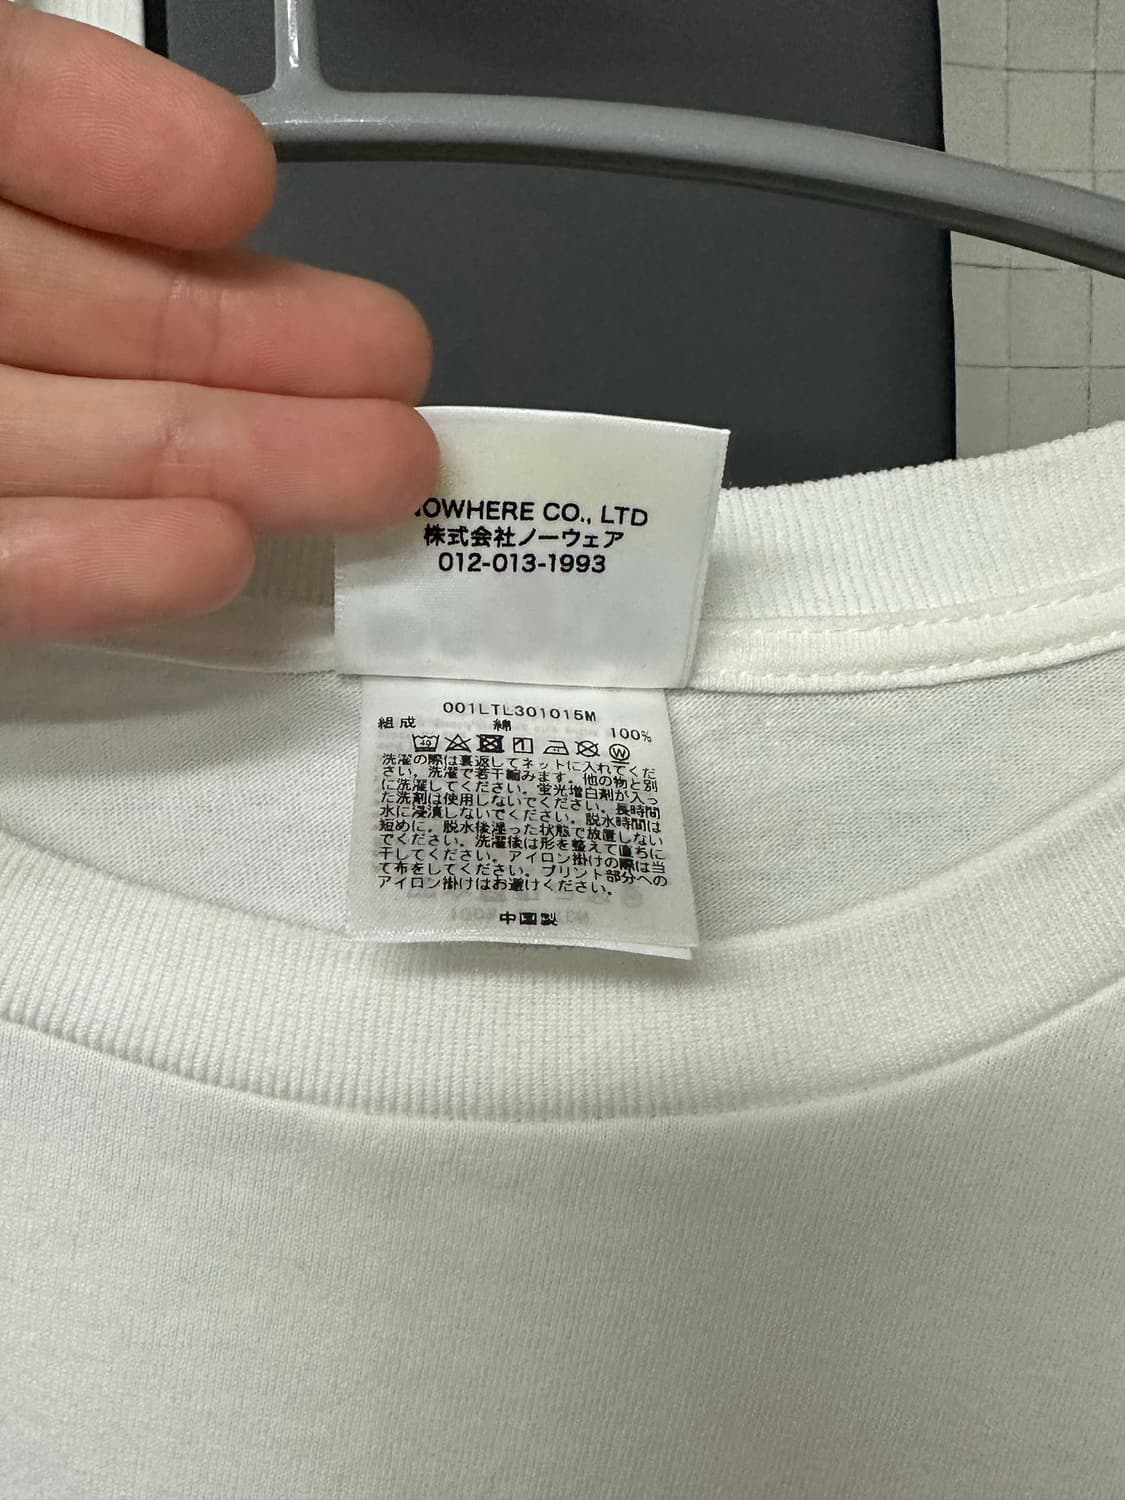 NOWHERE CO., LTD
株式会社ノーウェア
012-013-1993
001LTL301015M
組成 綿 100%
40 W
洗濯の際は裏返してネットに入れてくだ
さい。洗濯で若干縮みます。他の物と別
に洗濯してください。蛍光増白剤が入っ
た洗剤は使用しないでください。長時間
水に浸漬しないでください。脱水時間は
短めに。脱水後湿った状態で放置しない
でください。洗濯後は形を整えて直ちに
干してください。アイロン掛けの際は当
て布をしてください。プリント部分への
アイロン掛けはお避けください。
中国製